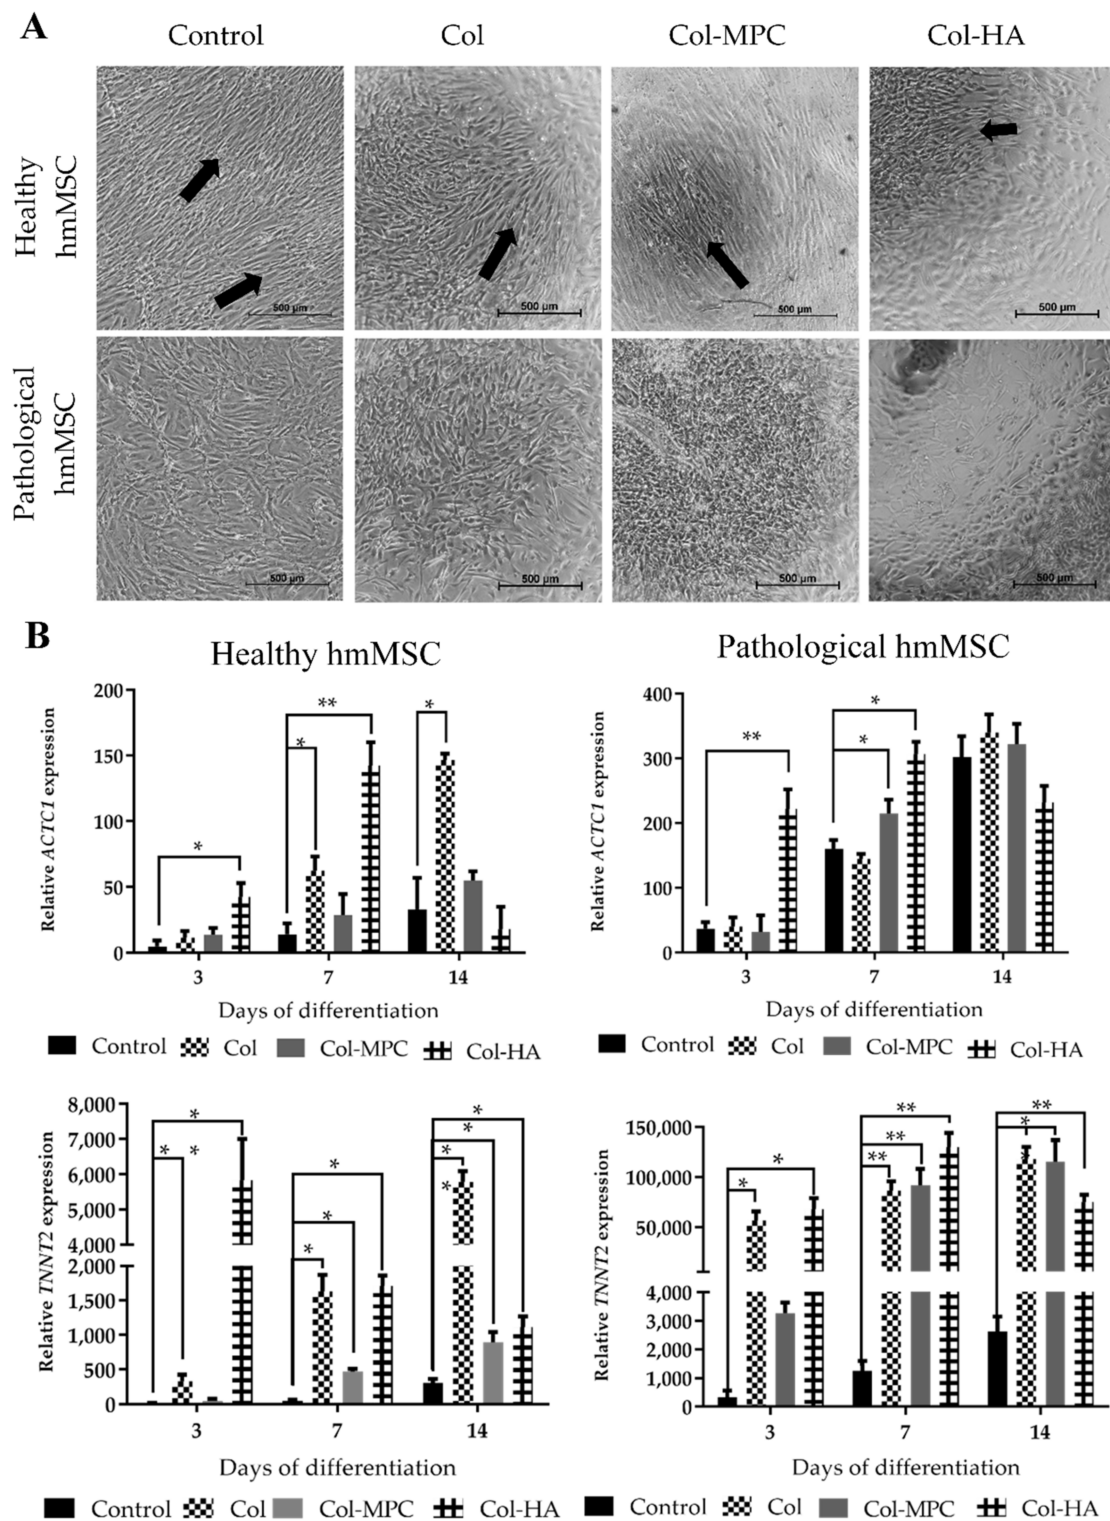 A
Control
Col
Col-MPC
Col-HA
Healthy
hmMSC
500 µm
500 µm
500 µm
500 µm
Pathological
hmMSC
500 µm
500 µm
500 µm
500 µm
B
Healthy hmMSC
Pathological hmMSC
Relative ACTC1 expression
200
150
100
50
0
*
**
*
*
3
7
14
Days of differentiation
Control
Col
Col-MPC
Col-HA
Relative ACTC1 expression
400
300
200
100
0
**
*
*
3
7
14
Days of differentiation
Control
Col
Col-MPC
Col-HA
Relative TNNT2 expression
8,000
7,000
6,000
5,000
4,000
2,000
1,500
1,000
500
0
*
* *
*
*
*
*
*
*
*
3
7
14
Days of differentiation
Control
Col
Col-MPC
Col-HA
Relative TNNT2 expression
150,000
100,000
50,000
4,000
3,000
2,000
1,000
0
*
*
**
**
**
**
*
*
3
7
14
Days of differentiation
Control
Col
Col-MPC
Col-HA